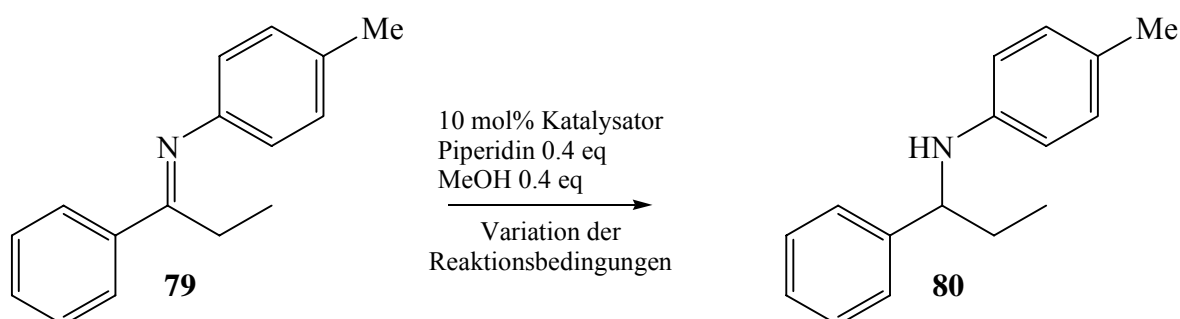 Me
N
79
10 mol% Katalysator
Piperidin 0.4 eq
MeOH 0.4 eq
Variation der
Reaktionsbedingungen
Me
HN
80